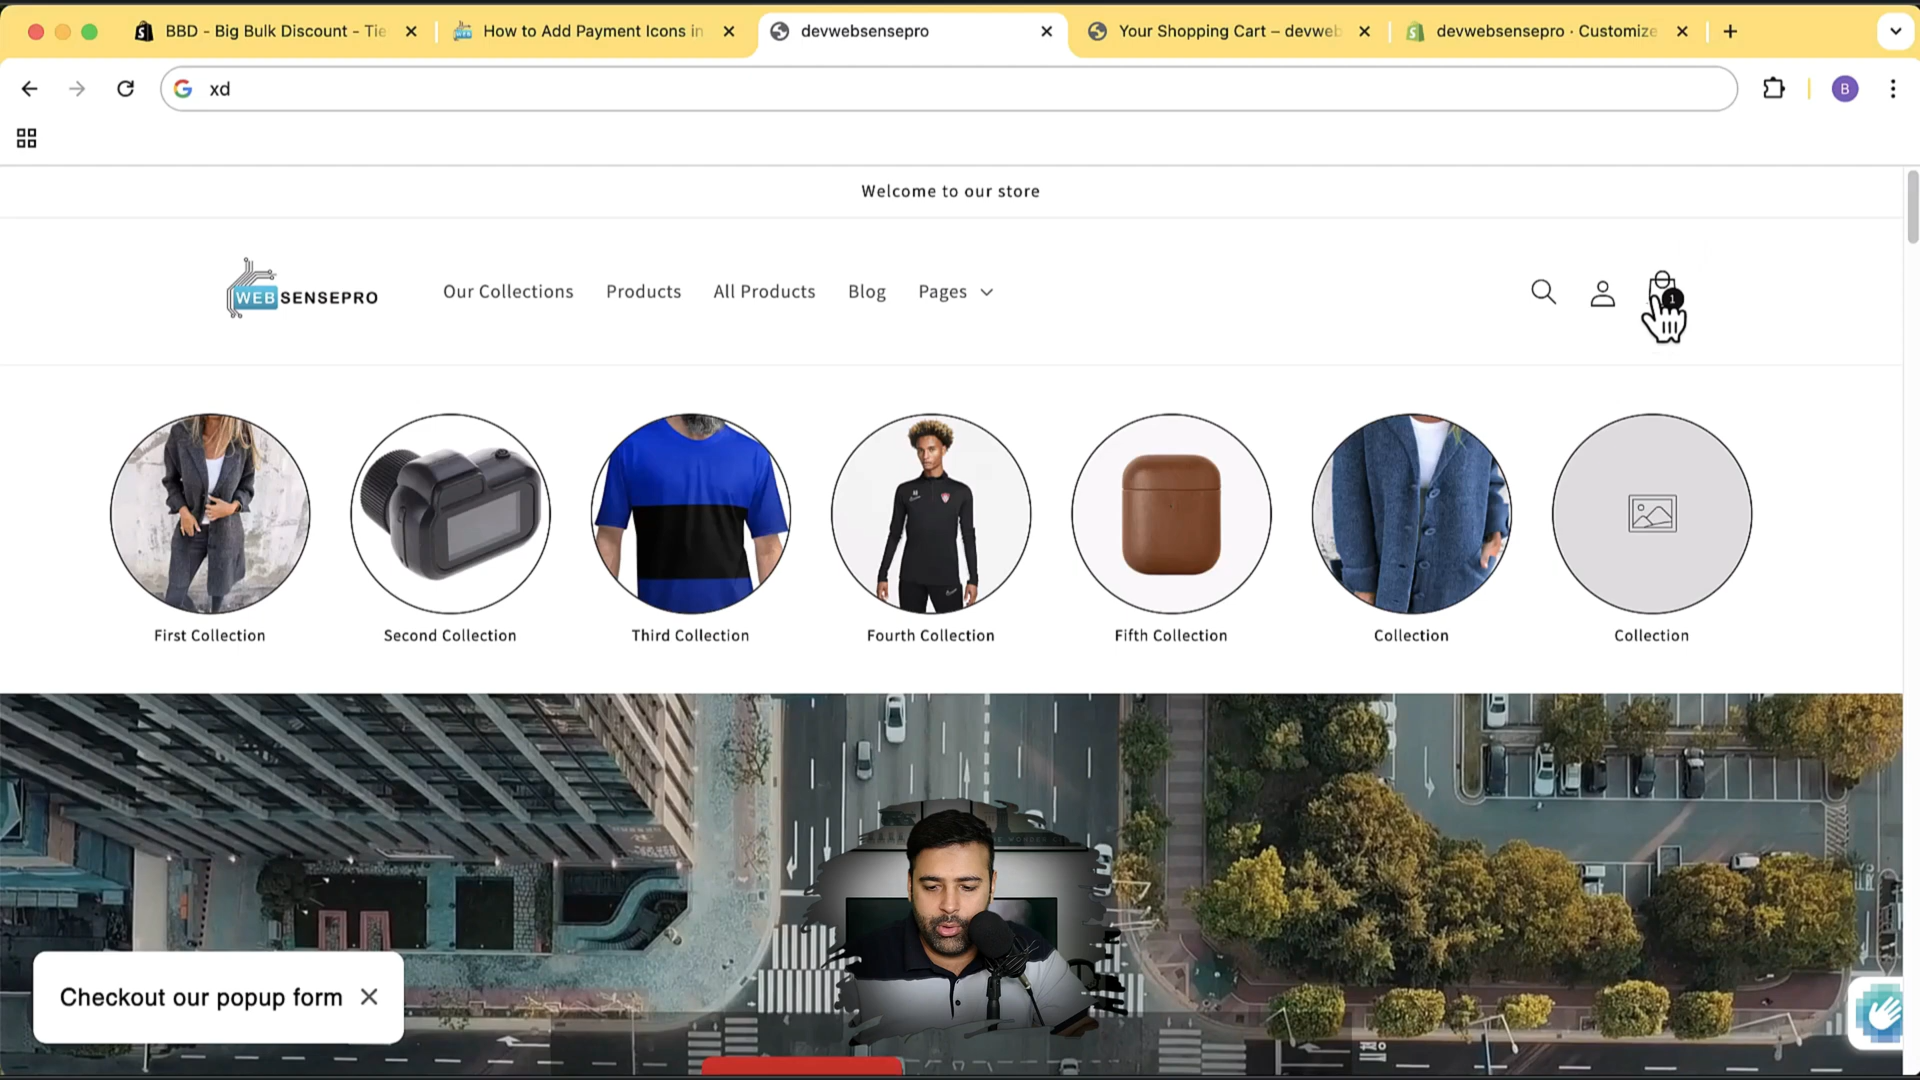 BBD - Big Bulk Discount - Tie
How to Add Payment Icons in
devwebsensepro
Your Shopping Cart – devweb
devwebsensepro · Customize
xd
B
Welcome to our store
WEBSENSEPRO
Our Collections
Products
All Products
Blog
Pages
1
First Collection
Second Collection
Third Collection
Fourth Collection
Fifth Collection
Collection
Collection
Checkout our popup form